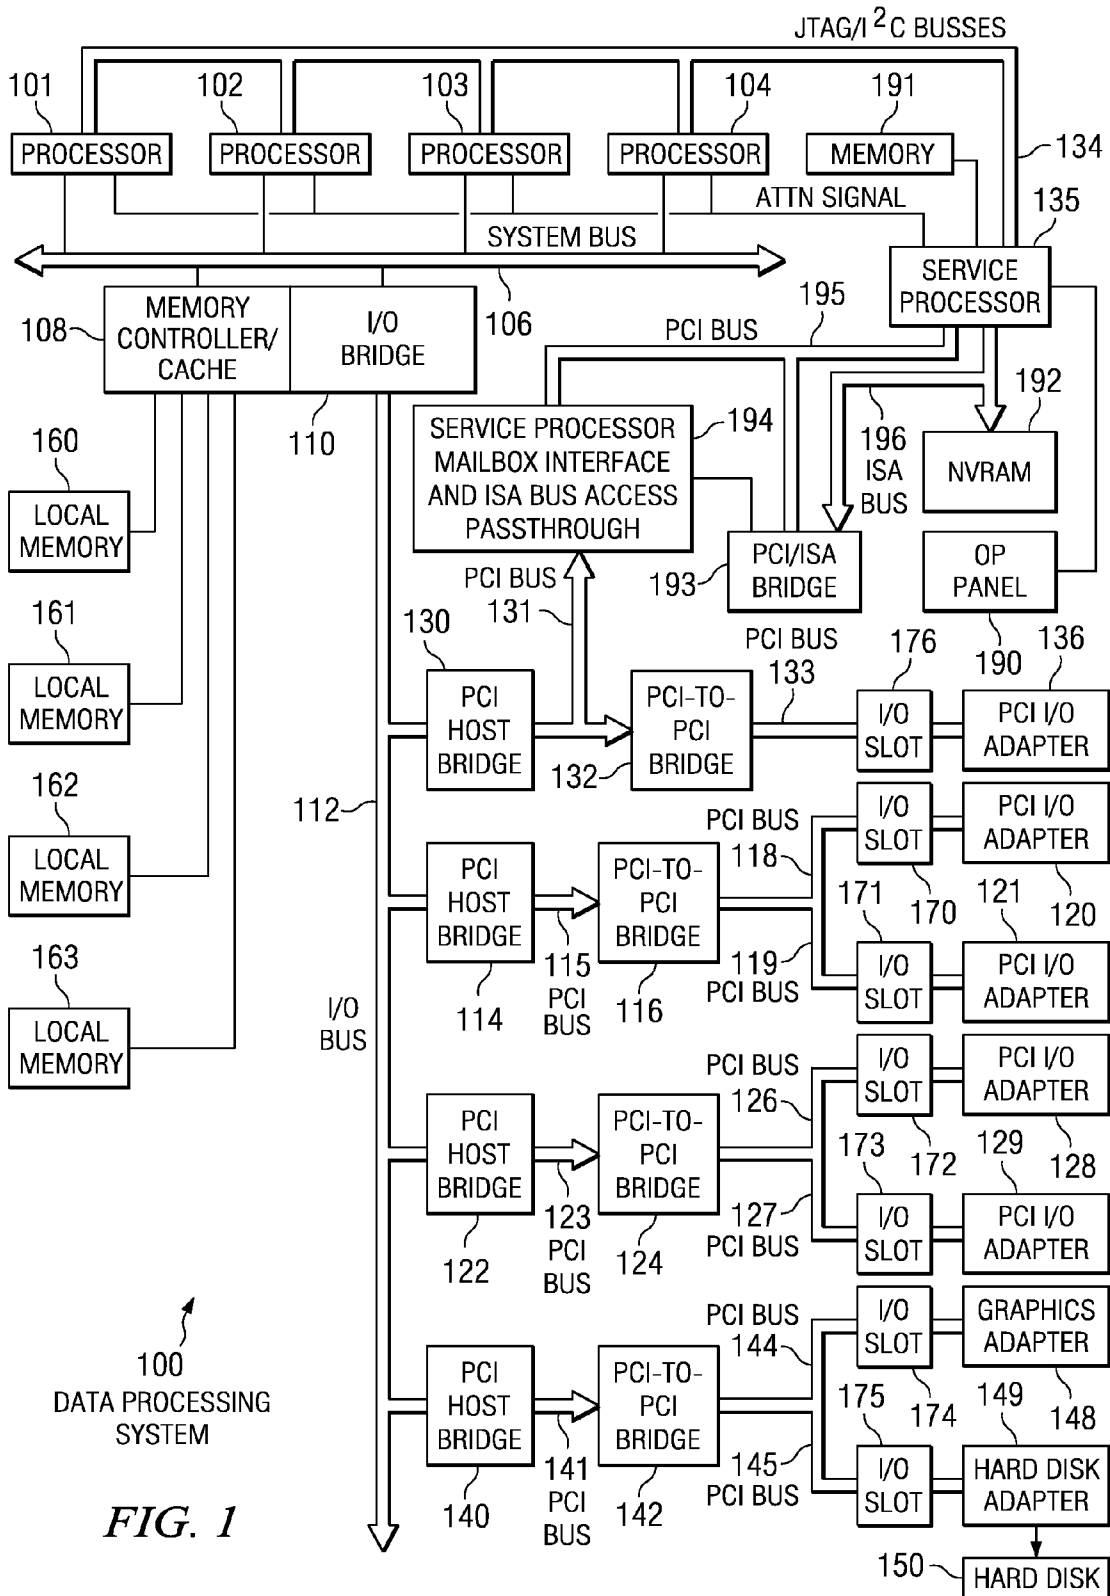 JTAG/I 2C BUSSES
101
102
103
104
191
PROCESSOR
PROCESSOR
PROCESSOR
PROCESSOR
MEMORY
134
ATTN SIGNAL
135
SYSTEM BUS
SERVICE
PROCESSOR
108
MEMORY
CONTROLLER/
CACHE
I/O
BRIDGE
106
PCI BUS
195
110
SERVICE PROCESSOR
MAILBOX INTERFACE
AND ISA BUS ACCESS
PASSTHROUGH
194
196
ISA
BUS
192
NVRAM
160
LOCAL
MEMORY
PCI BUS
131
193
PCI/ISA
BRIDGE
OP
PANEL
190
161
LOCAL
MEMORY
130
PCI
HOST
BRIDGE
PCI-TO-
PCI
BRIDGE
132
PCI BUS
133
176
I/O
SLOT
136
PCI I/O
ADAPTER
162
LOCAL
MEMORY
112
PCI
HOST
BRIDGE
114
115
PCI
BUS
PCI-TO-
PCI
BRIDGE
116
PCI BUS
118
I/O
SLOT
170
PCI I/O
ADAPTER
120
119
PCI BUS
171
I/O
SLOT
121
PCI I/O
ADAPTER
163
LOCAL
MEMORY
I/O
BUS
PCI
HOST
BRIDGE
122
123
PCI
BUS
PCI-TO-
PCI
BRIDGE
124
PCI BUS
126
I/O
SLOT
172
PCI I/O
ADAPTER
128
127
PCI BUS
173
I/O
SLOT
129
PCI I/O
ADAPTER
100
DATA PROCESSING
SYSTEM
PCI
HOST
BRIDGE
140
141
PCI
BUS
PCI-TO-
PCI
BRIDGE
142
PCI BUS
144
I/O
SLOT
174
GRAPHICS
ADAPTER
148
145
PCI BUS
175
I/O
SLOT
149
HARD DISK
ADAPTER
150
HARD DISK
FIG. 1